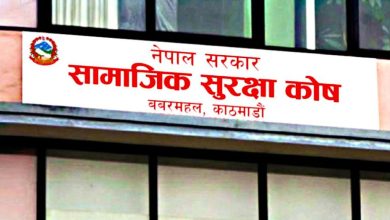 नेपाल सरकार
सामाजिक सुरक्षा कोष
बबरमहल, काठमाडौं